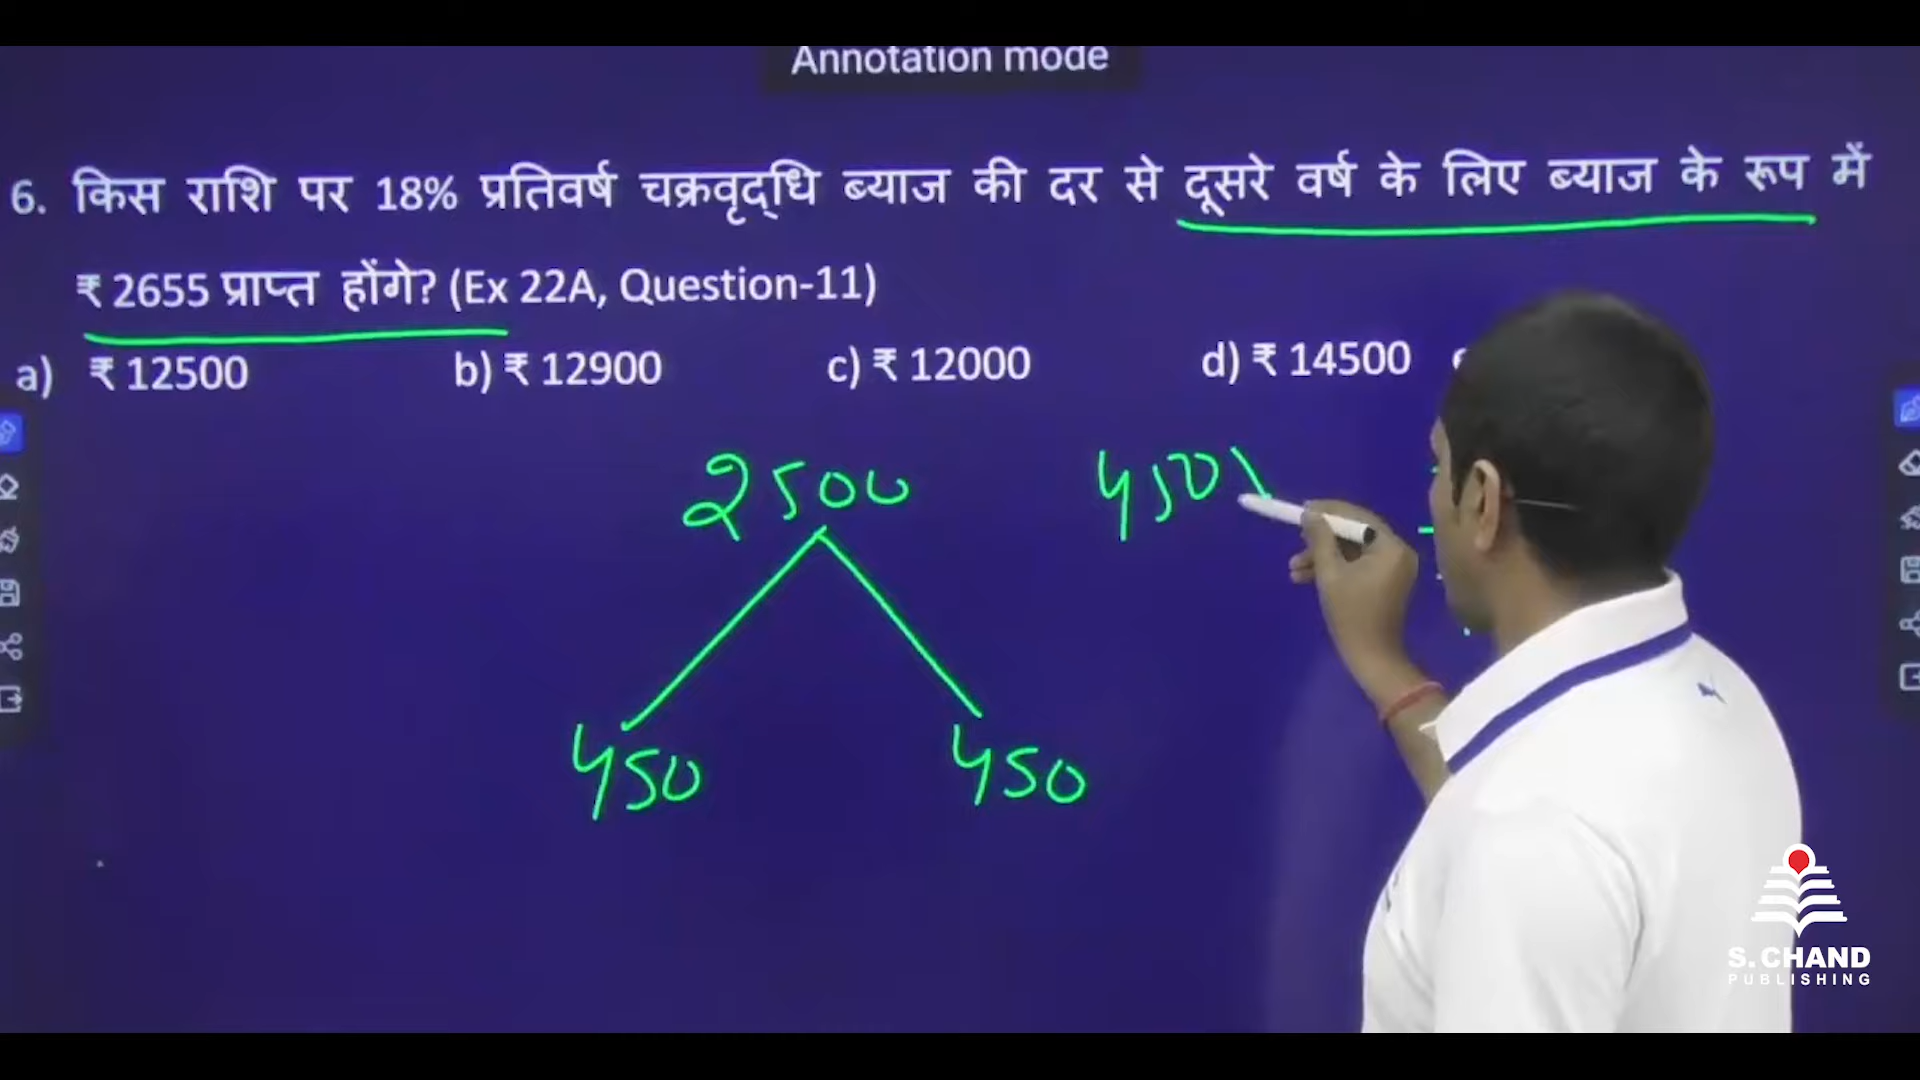 Annotation mode
6. किस राशि पर 18% प्रतिवर्ष चक्रवृद्धि ब्याज की दर से दूसरे वर्ष के लिए ब्याज के रूप में
₹ 2655 प्राप्त होंगे? (Ex 22A, Question-11)
a) ₹ 12500 b) ₹ 12900 c) ₹ 12000 d) ₹ 14500
2500 450
450 450
S. CHAND
PUBLISHING